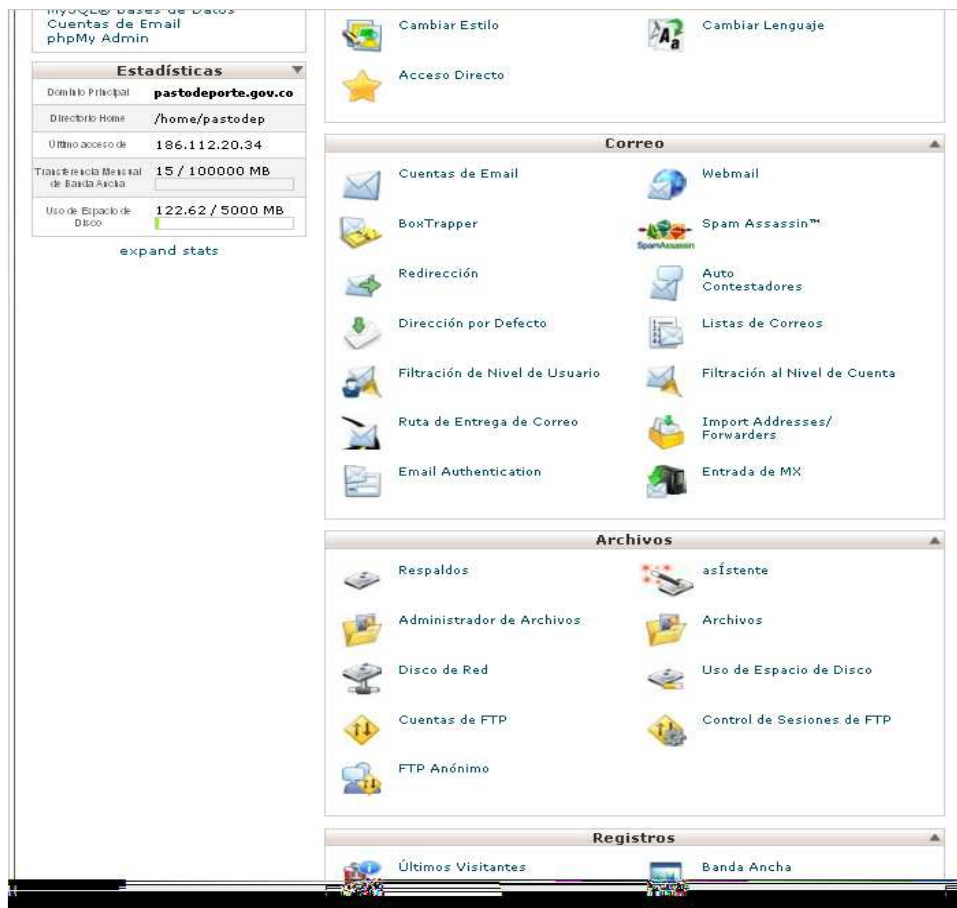 MySQL® Bases de Datos
Cuentas de Email
phpMy Admin
Estadísticas
Dominio Principal pastodeporte.gov.co
Directorio Home /home/pastodep
Último acceso de 186.112.20.34
Transferencia Mensual de Banda Ancha 15 / 100000 MB
Uso de Espacio de Disco 122.62 / 5000 MB
expand stats
Cambiar Estilo
Cambiar Lenguaje
Acceso Directo
Correo
Cuentas de Email
Webmail
BoxTrapper
SpamAssassin
Spam Assassin™
Redirección
Auto
Contestadores
Dirección por Defecto
Listas de Correos
Filtración de Nivel de Usuario
Filtración al Nivel de Cuenta
Ruta de Entrega de Correo
Import Addresses/
Forwarders
Email Authentication
Entrada de MX
Archivos
Respaldos
asÍstente
Administrador de Archivos
Archivos
Disco de Red
Uso de Espacio de Disco
Cuentas de FTP
Control de Sesiones de FTP
FTP Anónimo
Registros
Últimos Visitantes
Banda Ancha